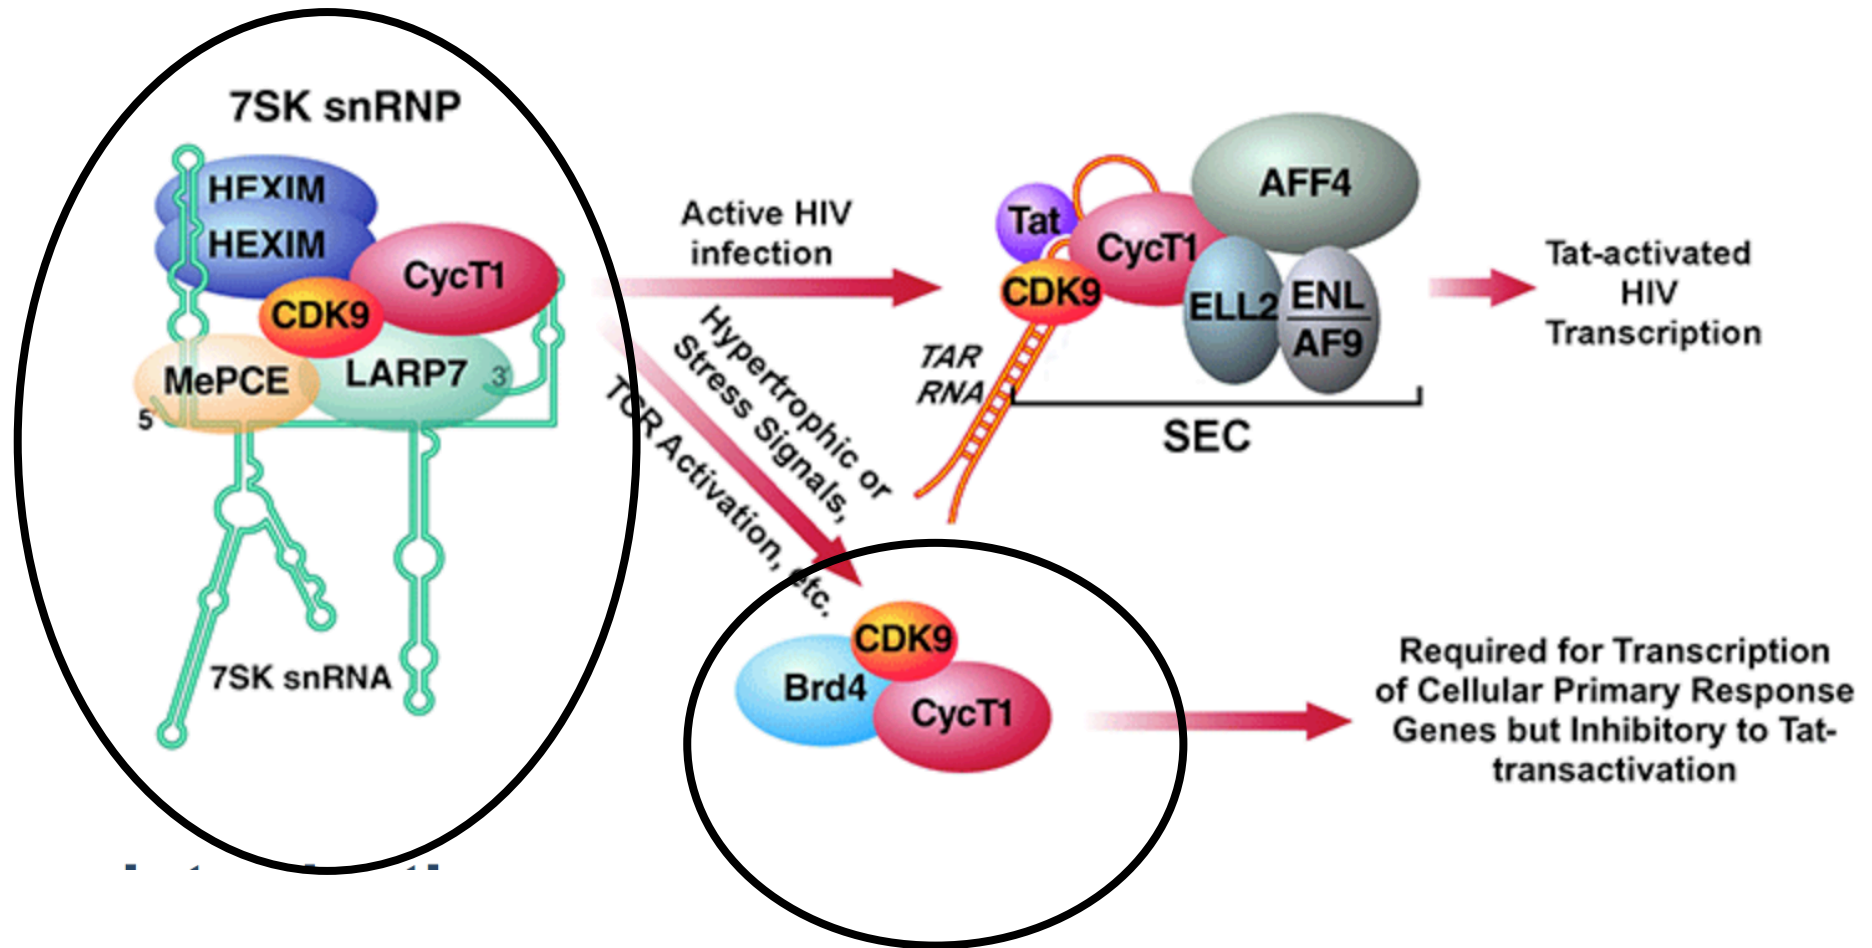 7SK snRNP
HEXIM
HEXIM
CycT1
CDK9
MePCE
LARP7
3'
5'
7SK snRNA
Active HIV
infection
Hypertrophic or
Stress Signals,
TCR Activation, etc.
Tat
CycT1
CDK9
AFF4
ELL2
ENL
AF9
TAR
RNA
SEC
Tat-activated
HIV
Transcription
CDK9
Brd4
CycT1
Required for Transcription
of Cellular Primary Response
Genes but Inhibitory to Tat-
transactivation